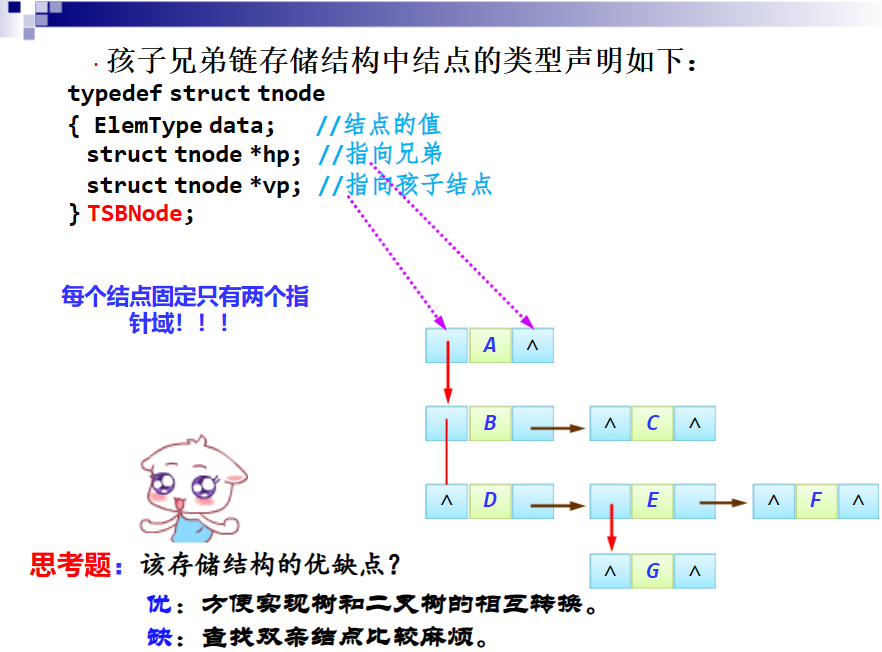 孩子兄弟链存储结构中结点的类型声明如下：
typedef struct tnode
{ ElemType data; //结点的值
struct tnode *hp; //指向兄弟
struct tnode *vp; //指向孩子结点
} TSBNode;
每个结点固定只有两个指
针域！！！
A ^
B ^ C ^
^ D E ^ F ^
^ G ^
思考题：该存储结构的优缺点？
优：方便实现树和二叉树的相互转换。
缺：查找双亲结点比较麻烦。